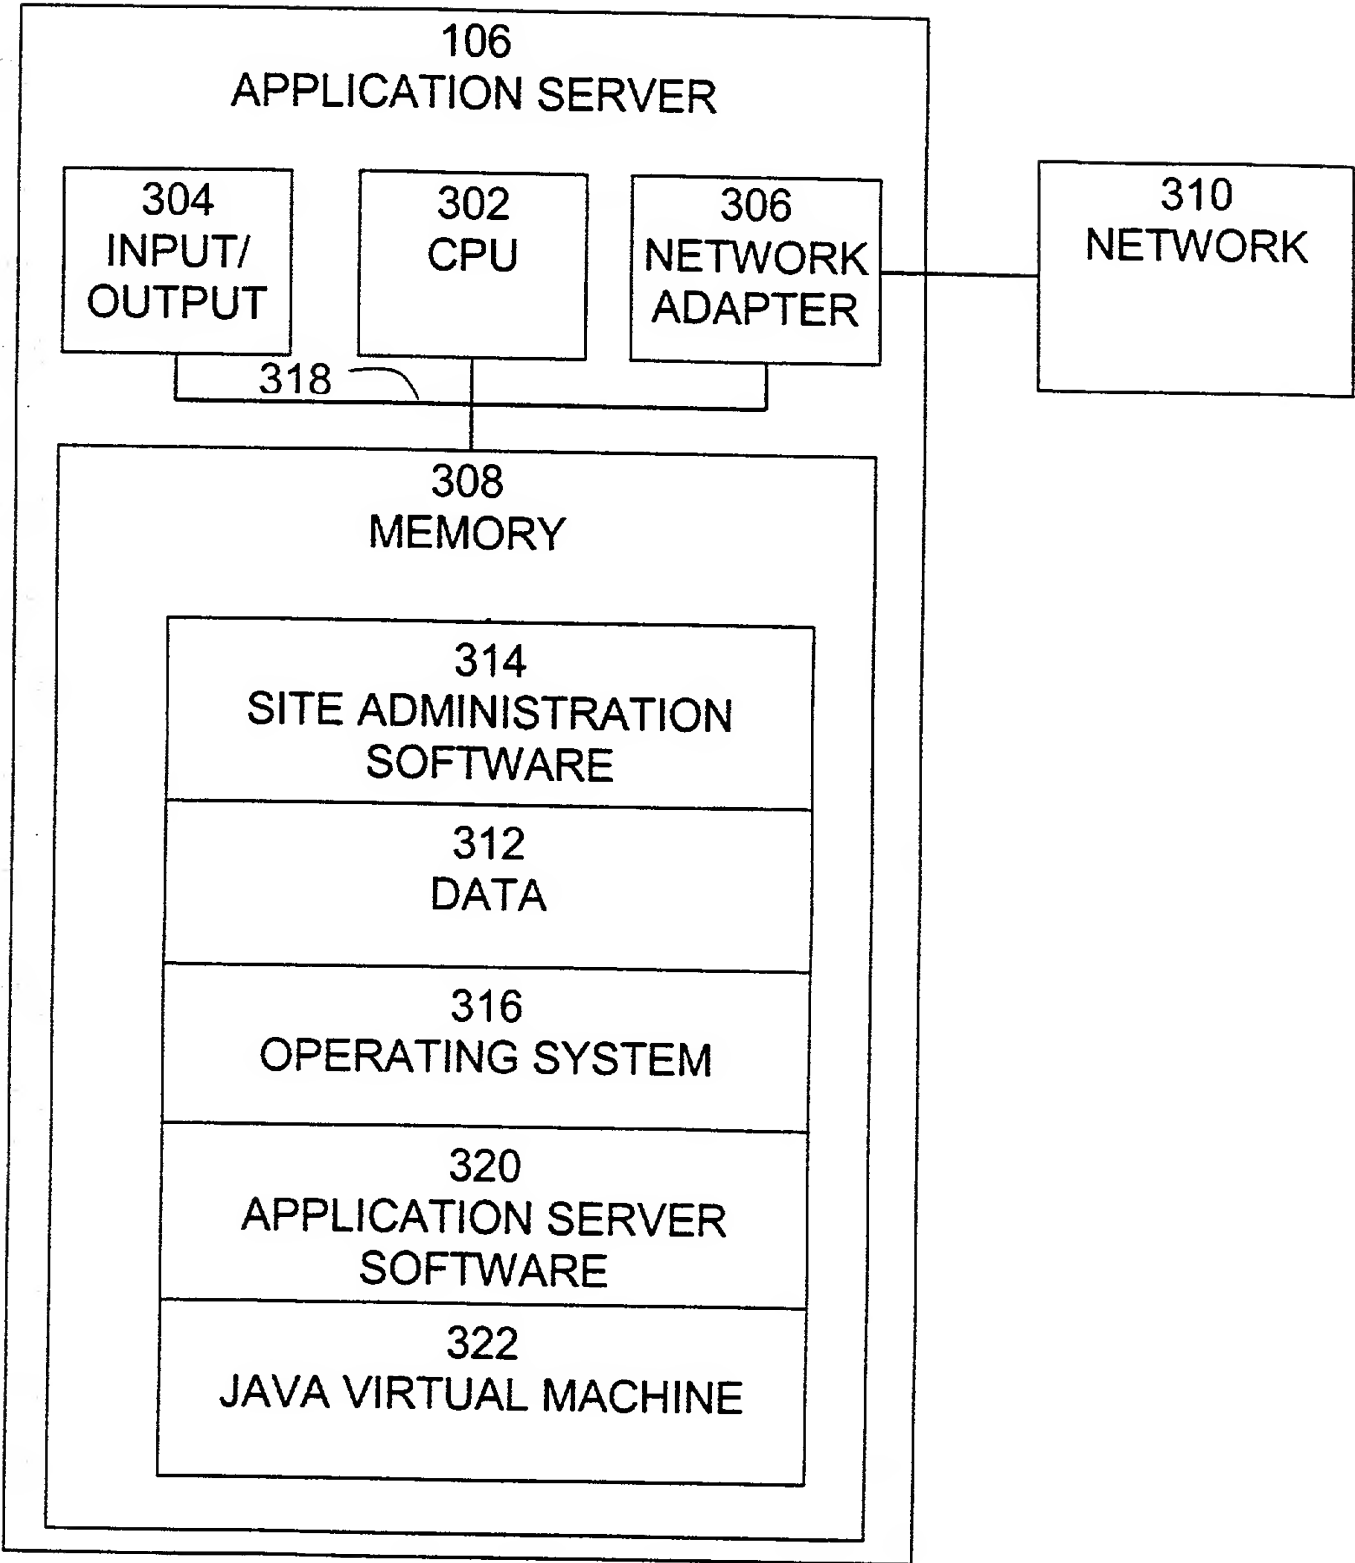 106
APPLICATION SERVER
304
INPUT/
OUTPUT
302
CPU
306
NETWORK
ADAPTER
310
NETWORK
318
308
MEMORY
314
SITE ADMINISTRATION
SOFTWARE
312
DATA
316
OPERATING SYSTEM
320
APPLICATION SERVER
SOFTWARE
322
JAVA VIRTUAL MACHINE